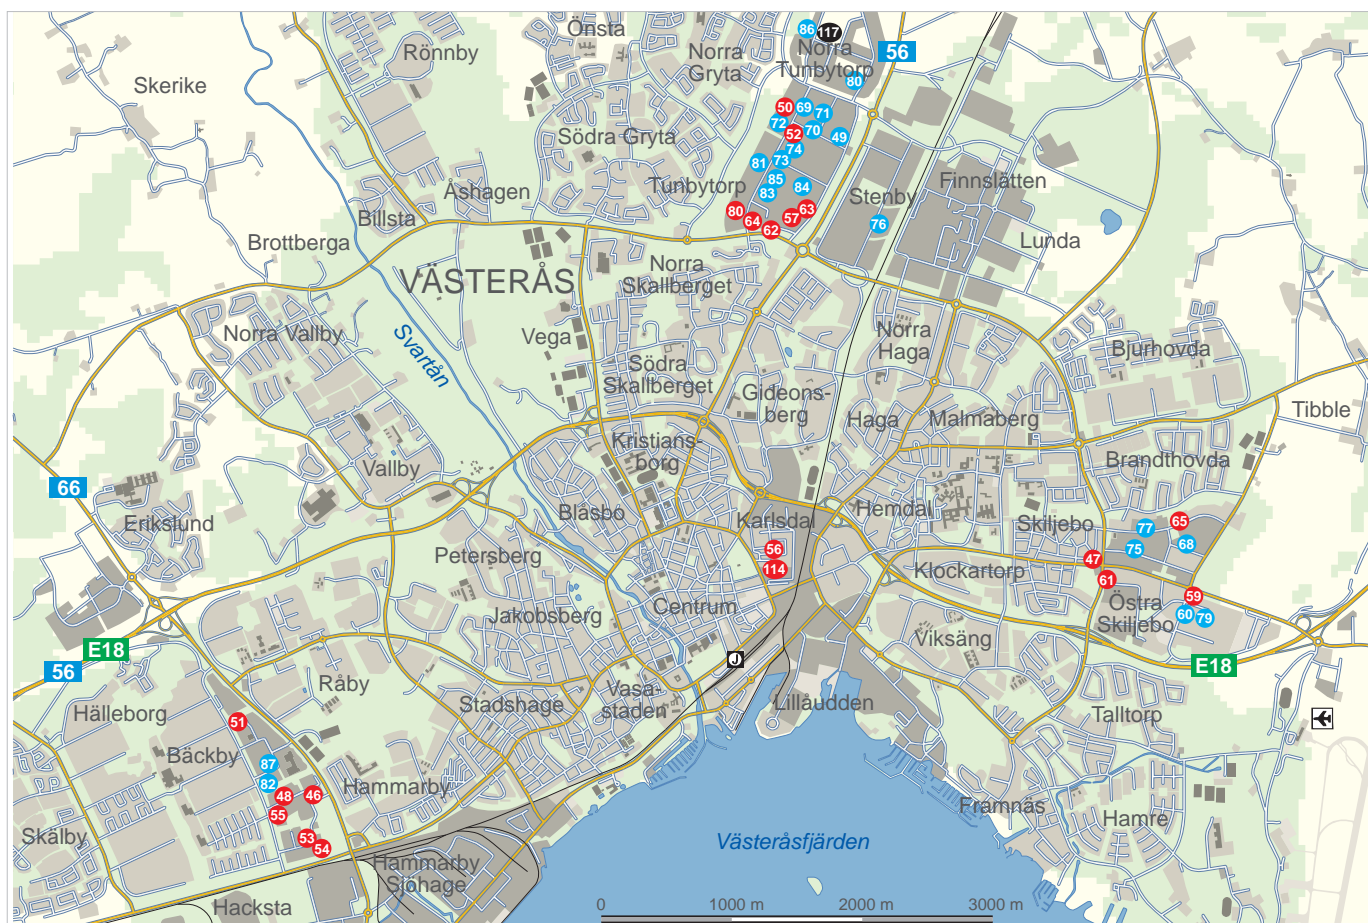 86
117
Önsta
Norra
Gryta
Norra
Tunbytorp
56
80
Rönnby
Skerike
50
69
71
72
52
70
49
Södra Gryta
74
81
73
85
83
84
Tunbytorp
Stenby
Finnslätten
Åshagen
Billsta
80
64
62
57
63
76
Brottberga
Lunda
VÄSTERÅS
Norra
Skallberget
Svartån
Norra Vallby
Vega
Norra
Haga
Bjurhovda
Södra
Skallberget
Gideons-
berg
Haga
Malmaberg
Tibble
Kristians-
borg
Vallby
Brandthovda
66
Erikslund
Blåsbo
Karlsdal
Hemdal
Skiljebo
77
65
75
68
56
114
47
61
Petersberg
Klockartorp
Östra
Skiljebo
59
60
79
Jakobsberg
Centrum
Viksäng
E18
56
J
E18
Råby
Hälleborg
Stadshage
Vasa-
staden
Lillåudden
Talltorp
51
Bäckby
87
82
48
46
55
Hammarby
53
54
Framnäs
Hamre
Skälby
Västeråsfjärden
Hammarby
Sjöhage
Hacksta
0
1000 m
2000 m
3000 m